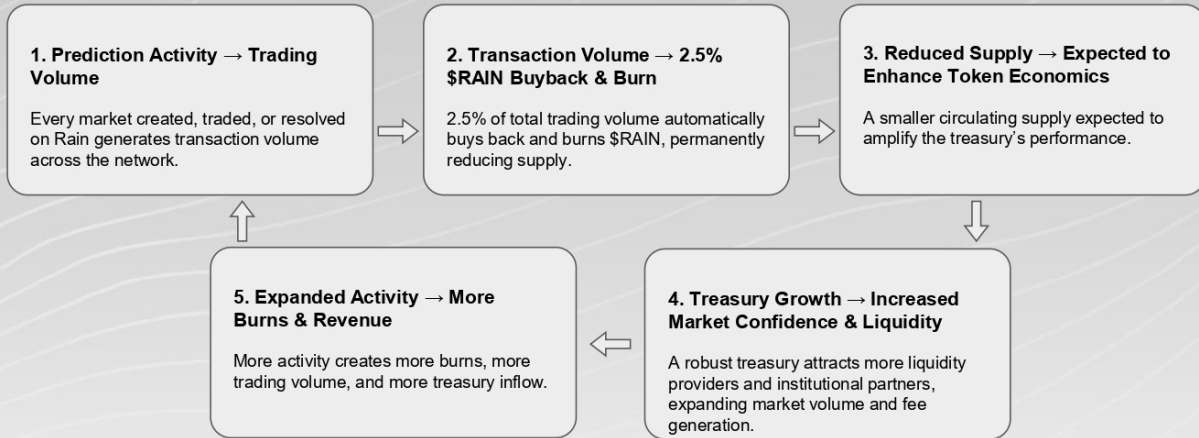 1. Prediction Activity → Trading
Volume
Every market created, traded, or resolved
on Rain generates transaction volume
across the network.
2. Transaction Volume → 2.5%
$RAIN Buyback & Burn
2.5% of total trading volume automatically
buys back and burns $RAIN, permanently
reducing supply.
3. Reduced Supply → Expected to
Enhance Token Economics
A smaller circulating supply expected to
amplify the treasury’s performance.
4. Treasury Growth → Increased
Market Confidence & Liquidity
A robust treasury attracts more liquidity
providers and institutional partners,
expanding market volume and fee
generation.
5. Expanded Activity → More
Burns & Revenue
More activity creates more burns, more
trading volume, and more treasury inflow.